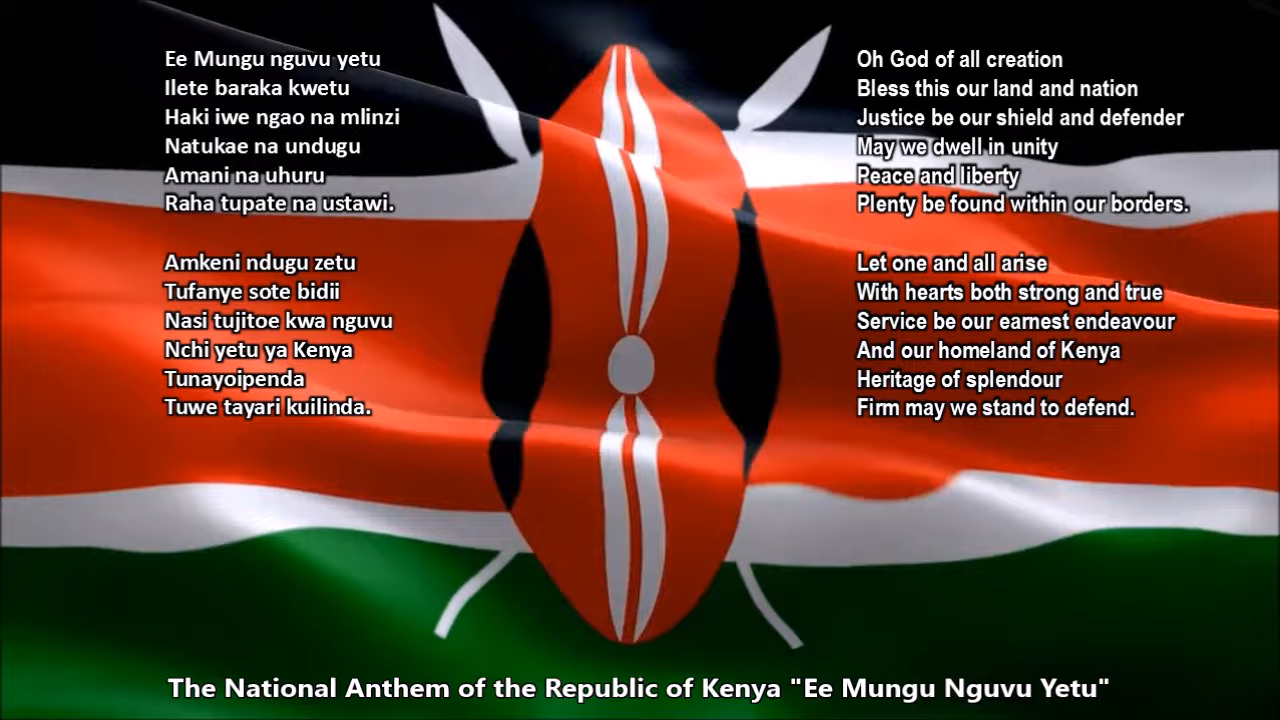 Ee Mungu nguvu yetu
Ilete baraka kwetu
Haki iwe ngao na mlinzi
Natukae na undugu
Amani na uhuru
Raha tupate na ustawi.
Amkeni ndugu zetu
Tufanye sote bidii
Nasi tujitoe kwa nguvu
Nchi yetu ya Kenya
Tunayoipenda
Tuwe tayari kuilinda.
Oh God of all creation
Bless this our land and nation
Justice be our shield and defender
May we dwell in unity
Peace and liberty
Plenty be found within our borders.
Let one and all arise
With hearts both strong and true
Service be our earnest endeavour
And our homeland of Kenya
Heritage of splendour
Firm may we stand to defend.
The National Anthem of the Republic of Kenya "Ee Mungu Nguvu Yetu"